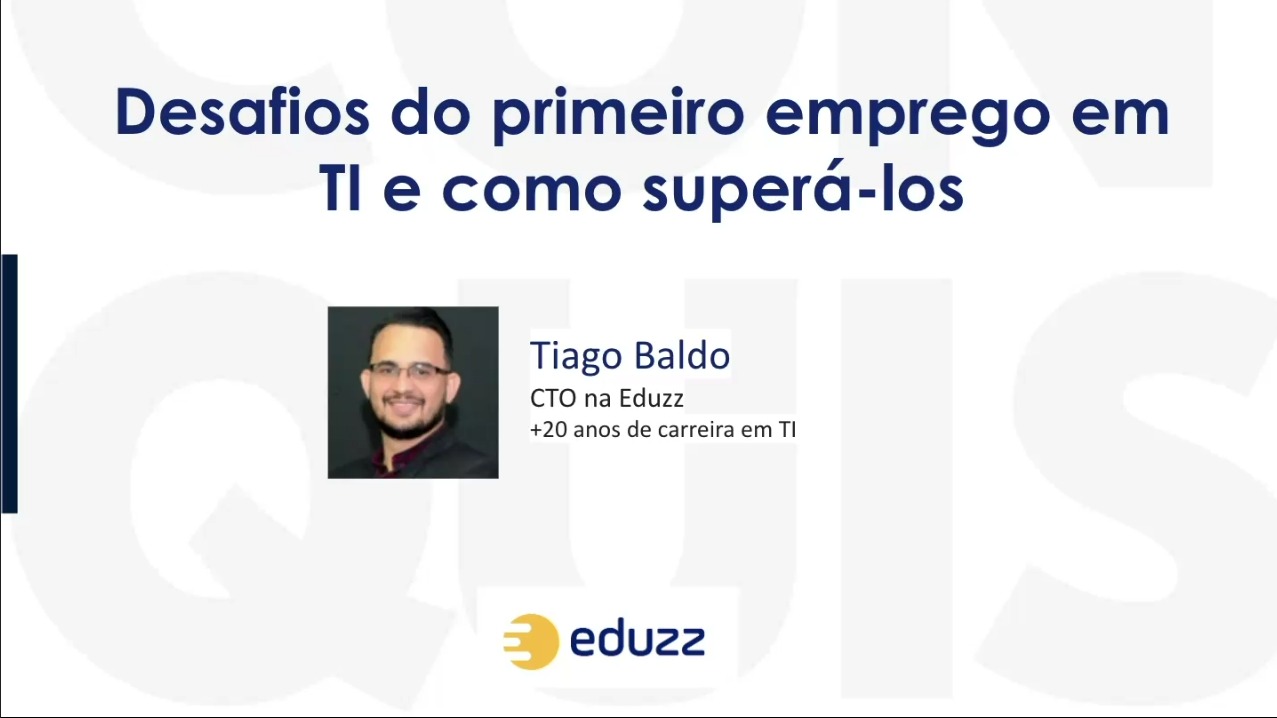 Desafios do primeiro emprego em
TI e como superá-los
Tiago Baldo
CTO na Eduzz
+20 anos de carreira em TI
eduzz